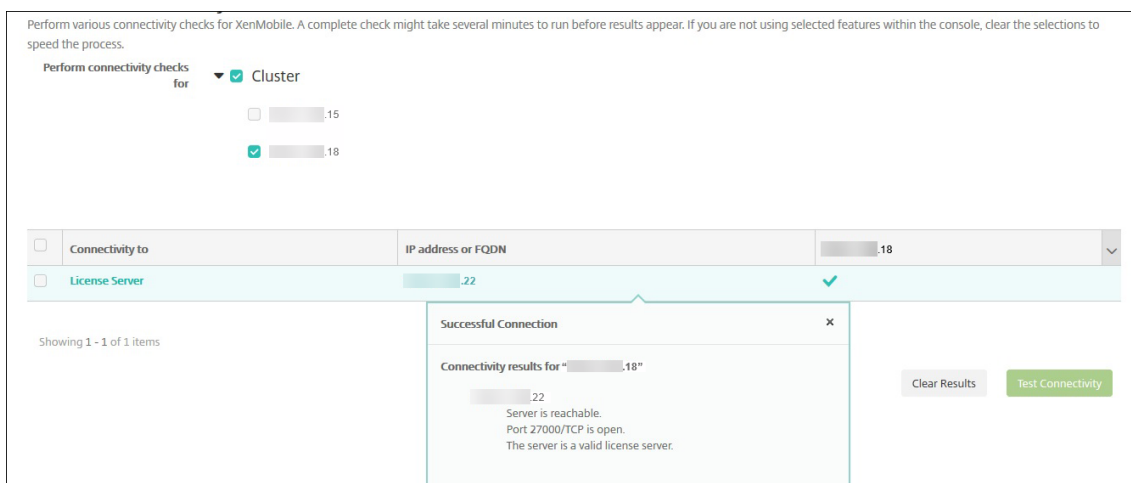 Perform various connectivity checks for XenMobile. A complete check might take several minutes to run before results appear. If you are not using selected features within the console, clear the selections to
speed the process.
Perform connectivity checks
for
Cluster
.15
.18
Connectivity to IP address or FQDN .18
License Server .22
Successful Connection ×
Showing 1 - 1 of 1 items
Connectivity results for “ .18”
Clear Results Test Connectivity
.22
Server is reachable.
Port 27000/TCP is open.
The server is a valid license server.